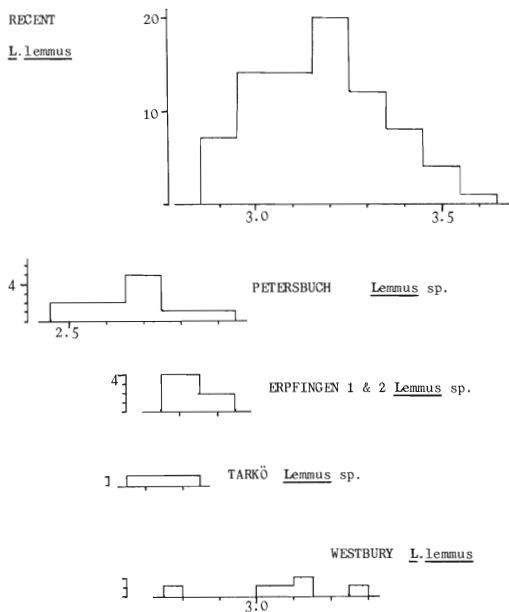 RECENT
L.lemmus
20
10
3.0 3.5
4
PETERSBUCH Lemmus sp.
2.5
4
ERPFINGEN 1 & 2 Lemmus sp.
TARKÖ Lemmus sp.
WESTBURY L.lemmus
3.0